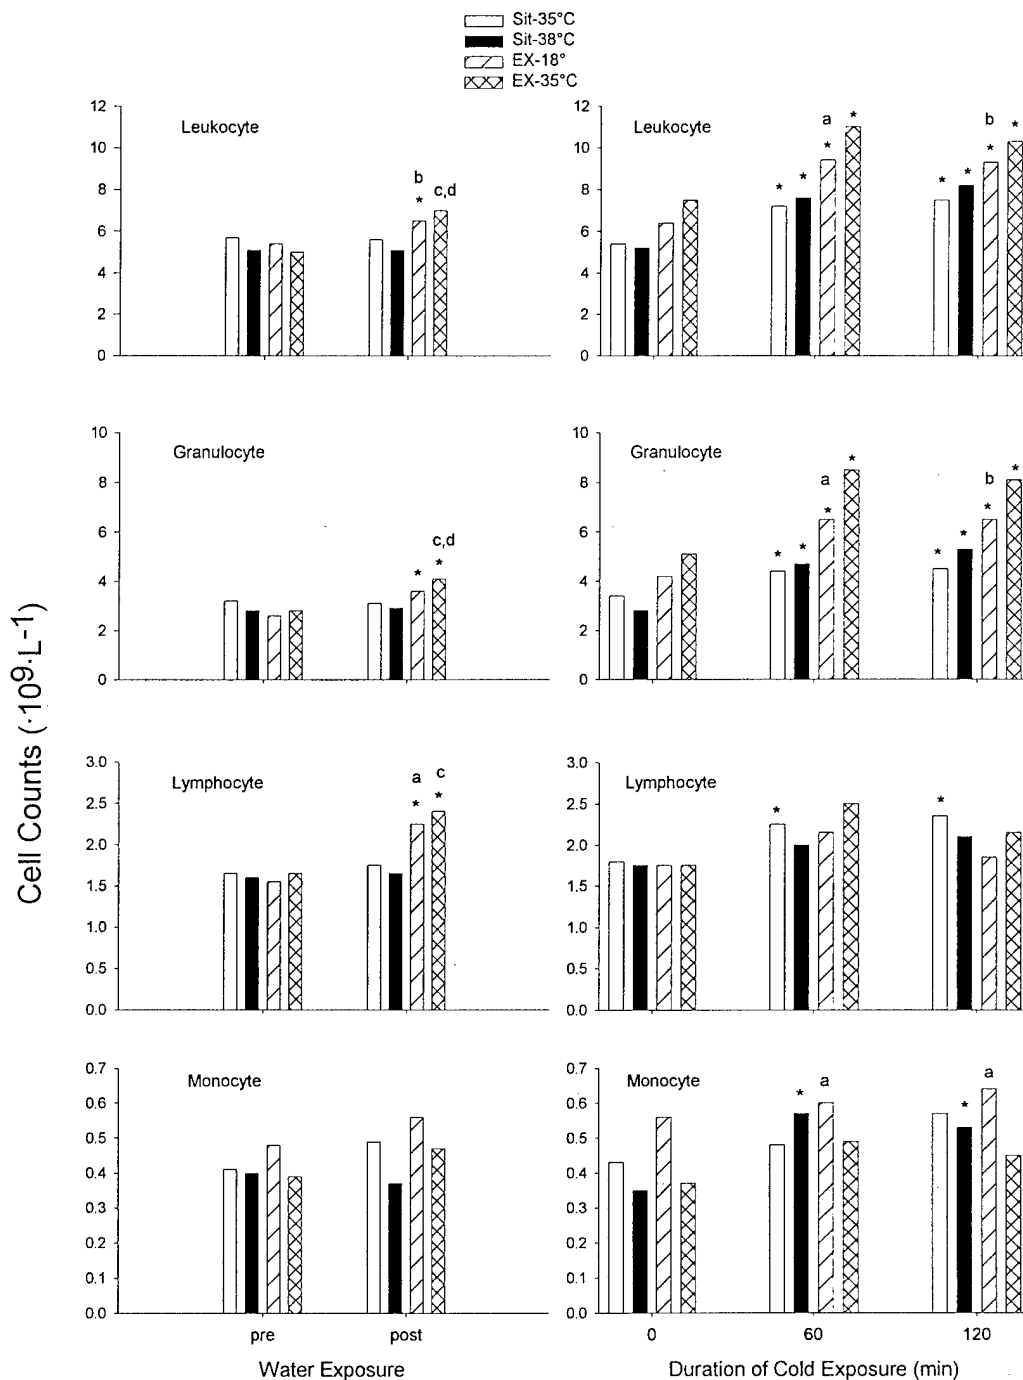 Sit-35°C
Sit-38°C
EX-18°
EX-35°C
Cell Counts (·10⁹·L⁻¹)
Leukocyte
12
10
8
6
4
2
0
b
*
c,d
Leukocyte
12
10
8
6
4
2
0
* * a * *
* * b * *
Granulocyte
10
8
6
4
2
0
*
c,d
*
Granulocyte
10
8
6
4
2
0
* * a * *
* * b * *
Lymphocyte
3.0
2.5
2.0
1.5
1.0
0.5
0.0
a
*
c
*
Lymphocyte
3.0
2.5
2.0
1.5
1.0
0.5
0.0
*
*
Monocyte
0.7
0.6
0.5
0.4
0.3
0.2
0.1
0.0
pre post
Water Exposure
Monocyte
0.7
0.6
0.5
0.4
0.3
0.2
0.1
0.0
* a
* a
0 60 120
Duration of Cold Exposure (min)